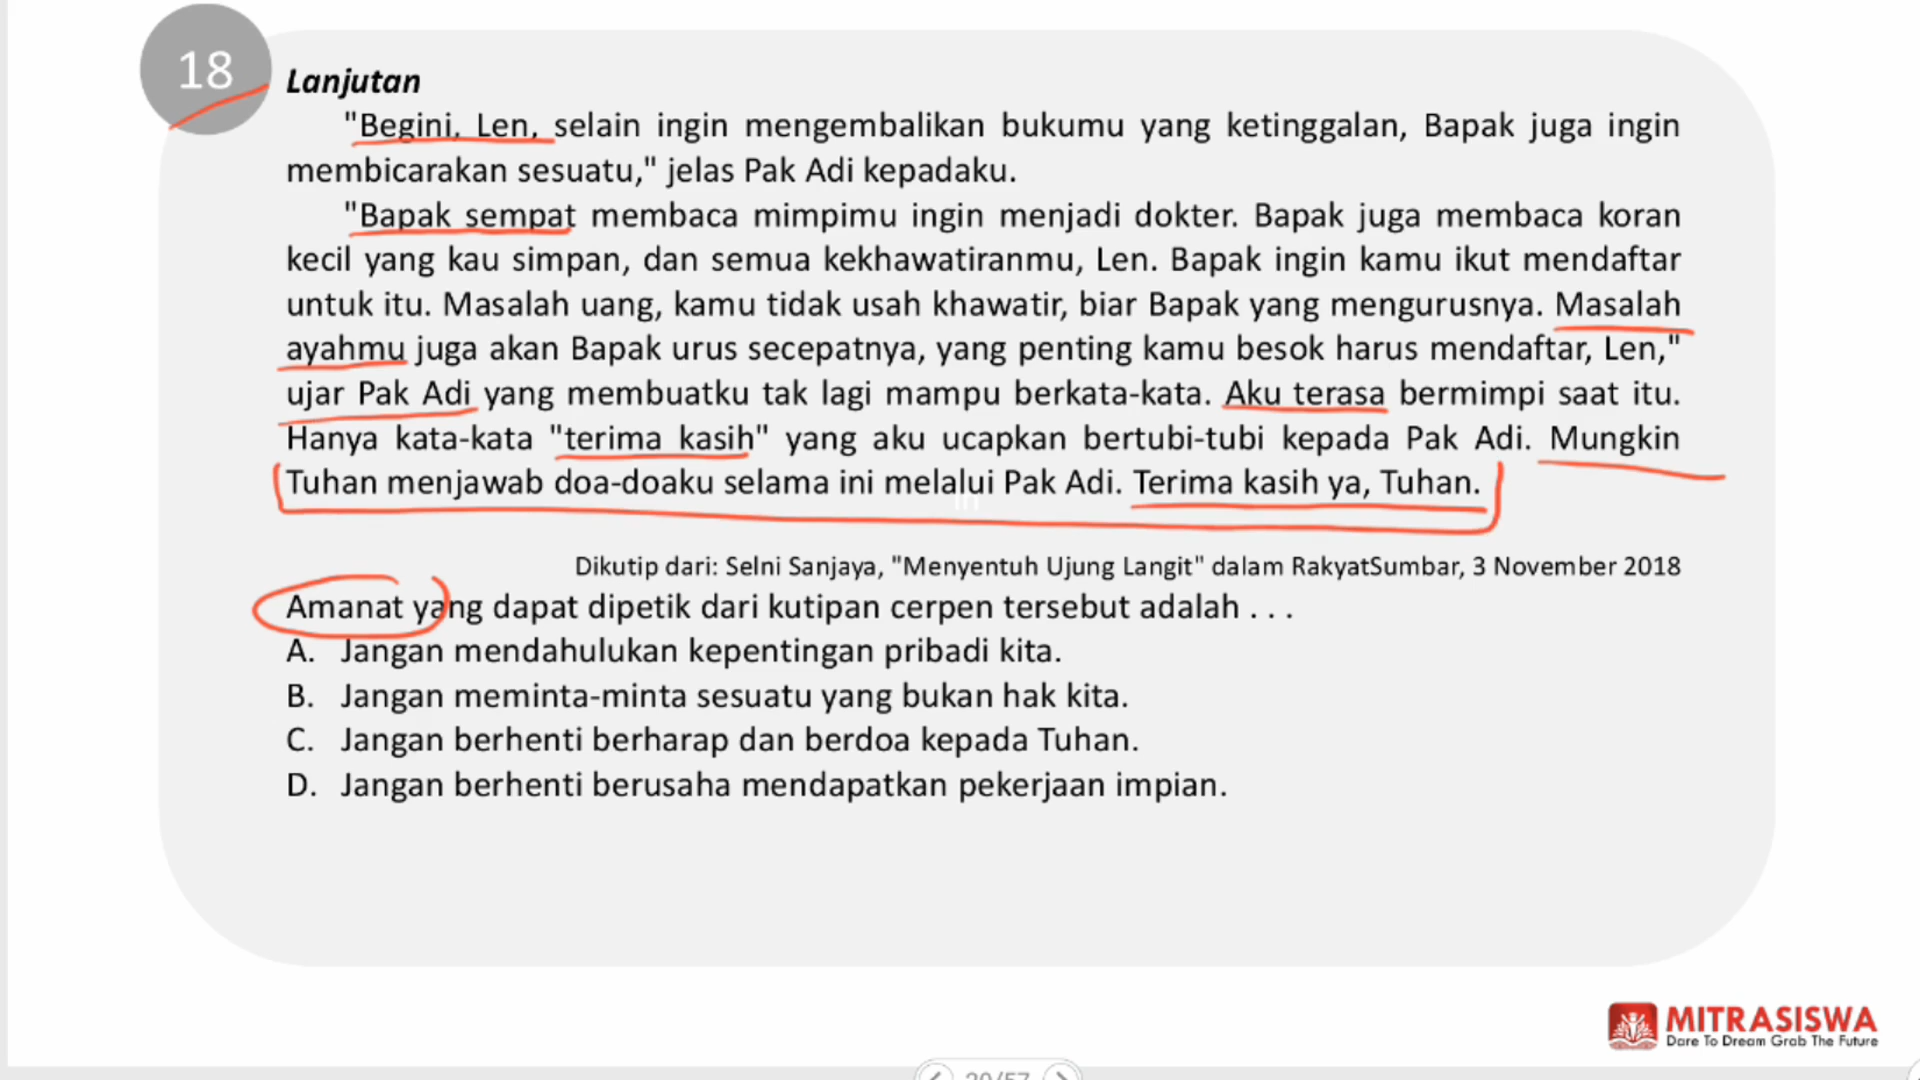 18
Lanjutan
"Begini, Len, selain ingin mengembalikan bukumu yang ketinggalan, Bapak juga ingin
membicarakan sesuatu," jelas Pak Adi kepadaku.
"Bapak sempat membaca mimpimu ingin menjadi dokter. Bapak juga membaca koran
kecil yang kau simpan, dan semua kekhawatiranmu, Len. Bapak ingin kamu ikut mendaftar
untuk itu. Masalah uang, kamu tidak usah khawatir, biar Bapak yang mengurusnya. Masalah
ayahmu juga akan Bapak urus secepatnya, yang penting kamu besok harus mendaftar, Len,"
ujar Pak Adi yang membuatku tak lagi mampu berkata-kata. Aku terasa bermimpi saat itu.
Hanya kata-kata "terima kasih" yang aku ucapkan bertubi-tubi kepada Pak Adi. Mungkin
Tuhan menjawab doa-doaku selama ini melalui Pak Adi. Terima kasih ya, Tuhan.
in
Dikutip dari: Selni Sanjaya, "Menyentuh Ujung Langit" dalam RakyatSumbar, 3 November 2018
Amanat yang dapat dipetik dari kutipan cerpen tersebut adalah . . .
A. Jangan mendahulukan kepentingan pribadi kita.
B. Jangan meminta-minta sesuatu yang bukan hak kita.
C. Jangan berhenti berharap dan berdoa kepada Tuhan.
D. Jangan berhenti berusaha mendapatkan pekerjaan impian.
MITRASISWA
Dare To Dream Grab The Future
20/57